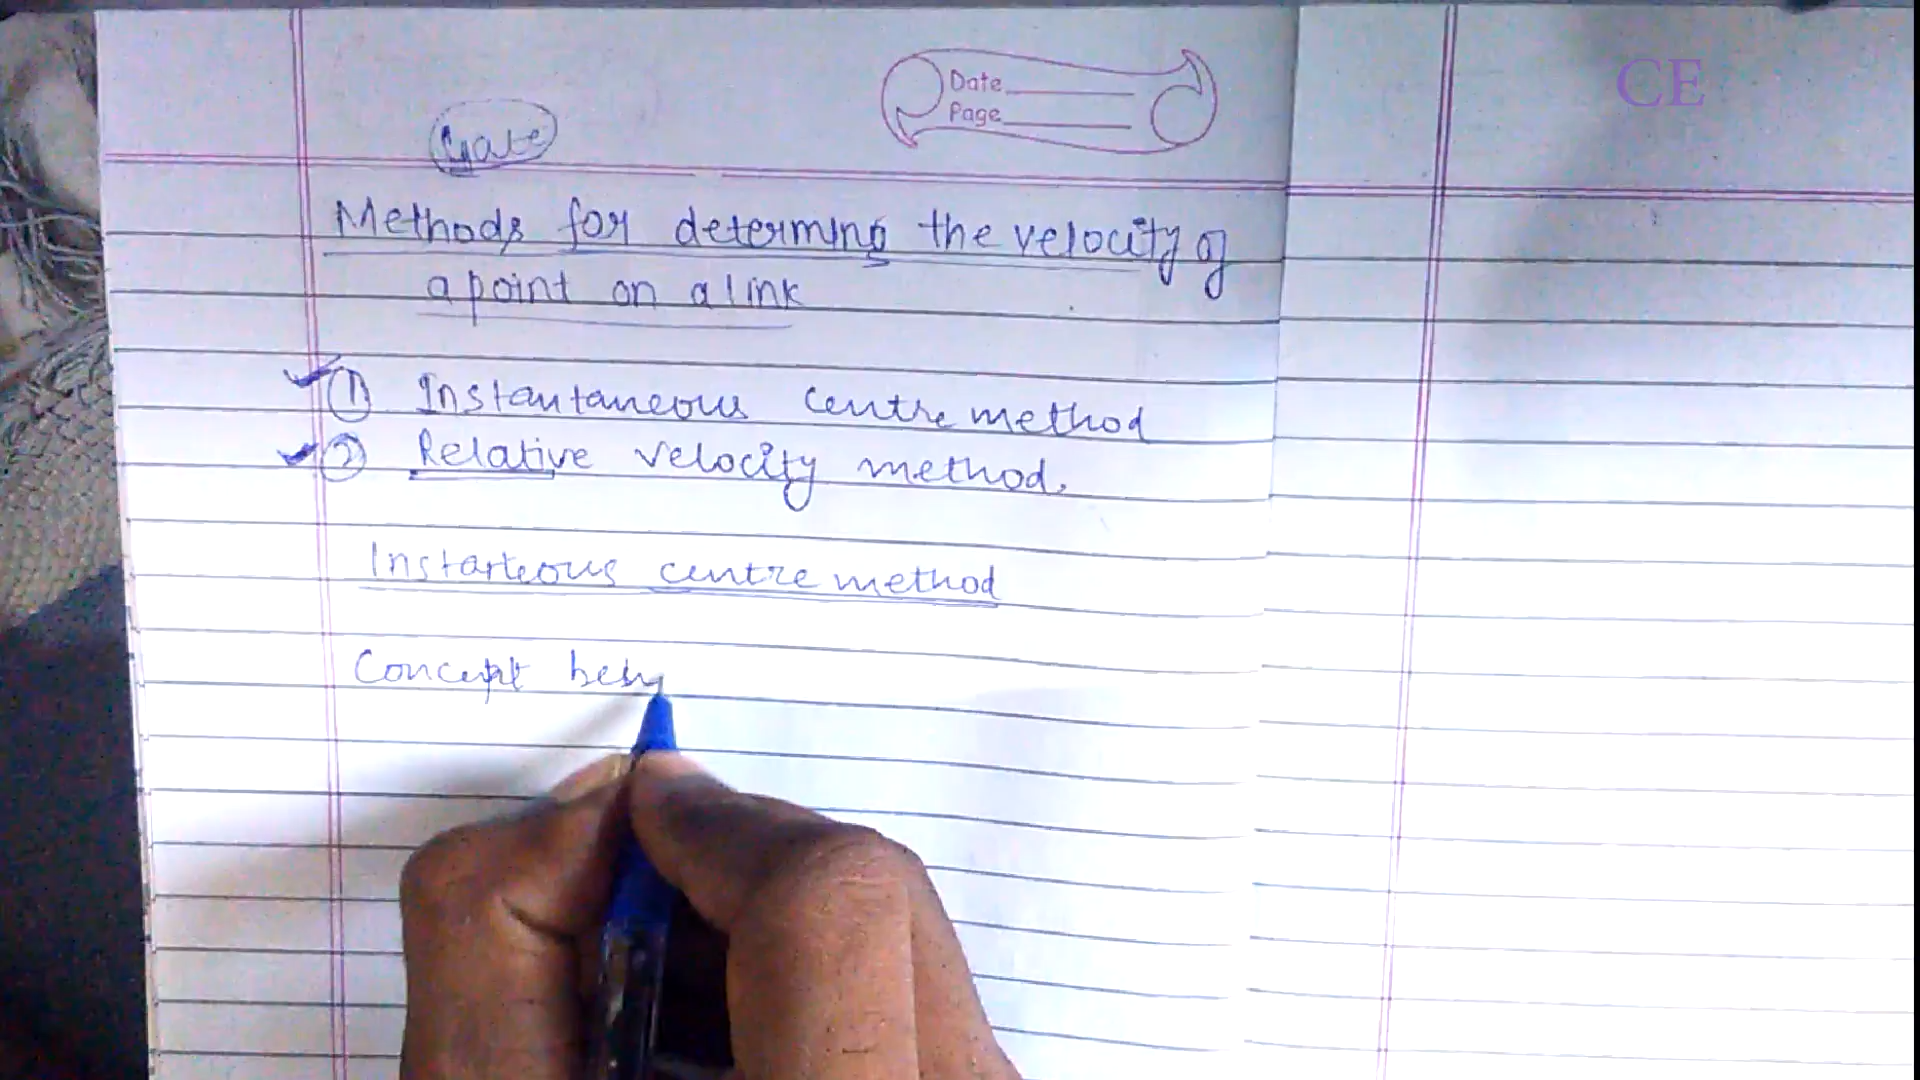 CE
Date
Page
Gate
Methods for determing the velocity of
a point on a link
① Instantaneous centre method
② Relative velocity method.
Instarteous centre method
Concept beh